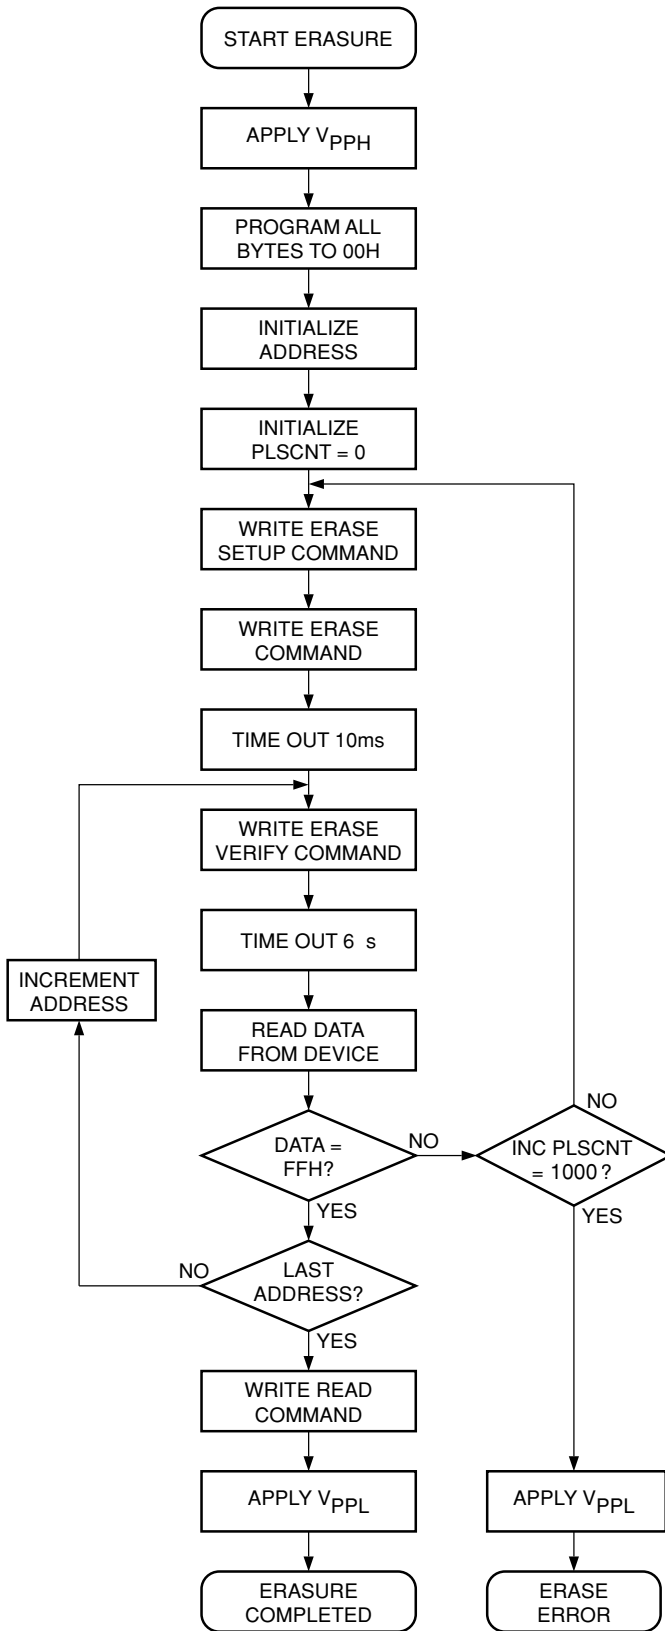 START ERASURE
APPLY VPPH
PROGRAM ALL
BYTES TO 00H
INITIALIZE
ADDRESS
INITIALIZE
PLSCNT = 0
WRITE ERASE
SETUP COMMAND
WRITE ERASE
COMMAND
TIME OUT 10ms
WRITE ERASE
VERIFY COMMAND
TIME OUT 6 s
INCREMENT
ADDRESS
READ DATA
FROM DEVICE
DATA =
FFH?
NO
INC PLSCNT
= 1000 ?
NO
YES
YES
LAST
ADDRESS?
NO
YES
WRITE READ
COMMAND
APPLY VPPL
APPLY VPPL
ERASURE
COMPLETED
ERASE
ERROR